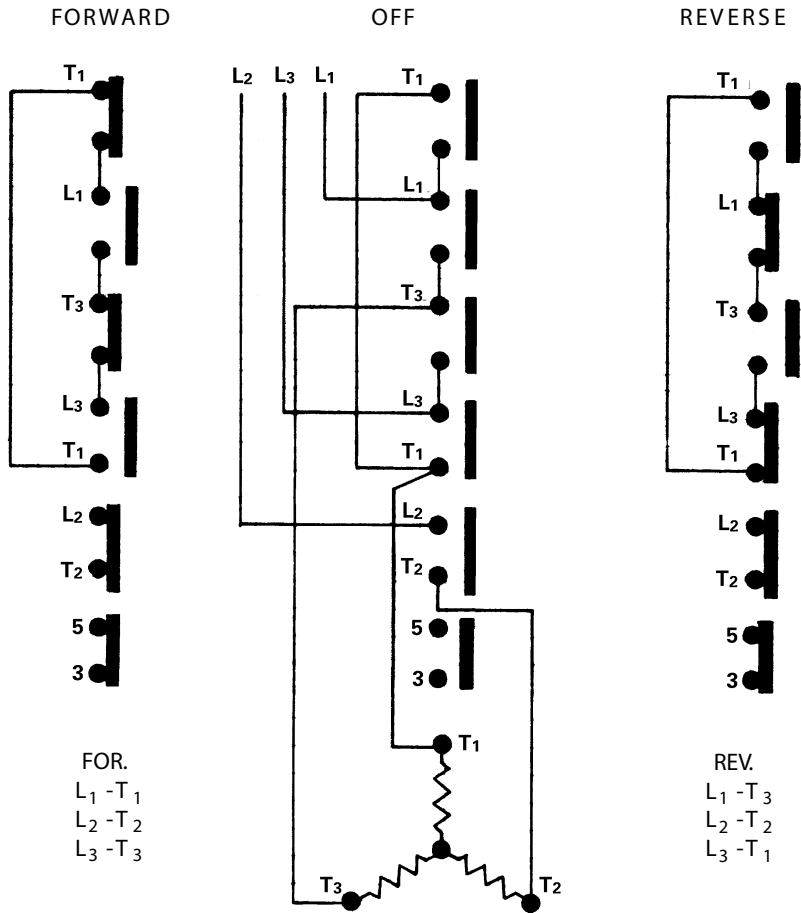 FORWARD
T1
L1
T3
L3
T1
L2
T2
5
3
FOR.
L1 -T1
L2 -T2
L3 -T3
OFF
L2 L3 L1
T1
L1
T3
L3
T1
L2
T2
5
3
T1
T3
T2
REVERSE
T1
L1
T3
L3
T1
L2
T2
5
3
REV.
L1 -T3
L2 -T2
L3 -T1